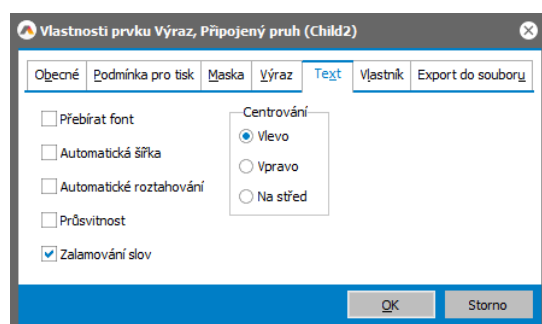 Vlastnosti prvku Výraz, Připojený pruh (Child2)
Obecné Podmínka pro tisk Maska Výraz Text Vlastník Export do souboru
Přebírat font
Automatická šířka
Automatické roztahování
Průsvitnost
Zalamování slov
Centrování
Vlevo
Vpravo
Na střed
OK Storno